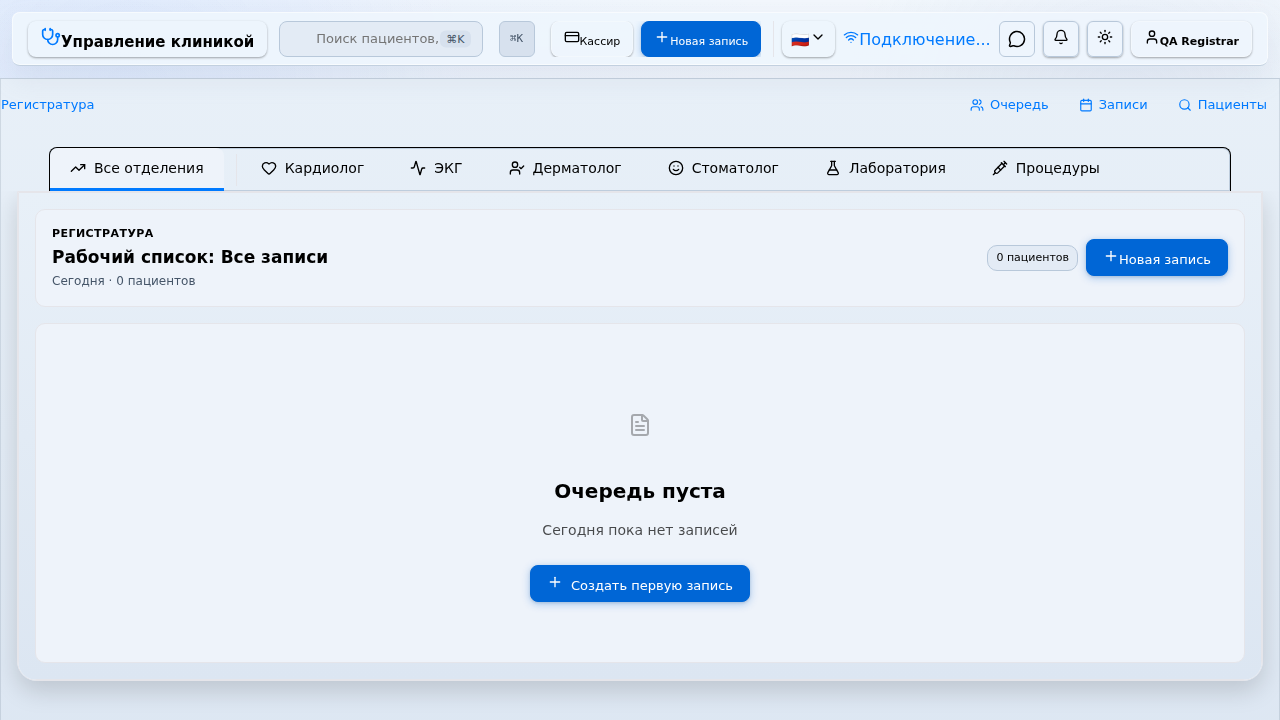 Управление клиникой
Поиск пациентов, ⌘K
⌘K
Кассир
Новая запись
Подключение...
QA Registrar
Регистратура
Очередь
Записи
Пациенты
Все отделения
Кардиолог
ЭКГ
Дерматолог
Стоматолог
Лаборатория
Процедуры
РЕГИСТРАТУРА
Рабочий список: Все записи
Сегодня · 0 пациентов
0 пациентов
Новая запись
Очередь пуста
Сегодня пока нет записей
Создать первую запись